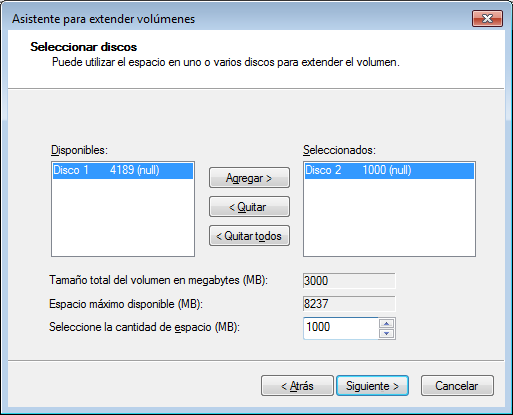 Asistente para extender volúmenes
Seleccionar discos
Puede utilizar el espacio en uno o varios discos para extender el volumen.
Disponibles:
Seleccionados:
Disco 1 4189 (null)
Disco 2 1000 (null)
Agregar >
< Quitar
< Quitar todos
Tamaño total del volumen en megabytes (MB): 3000
Espacio máximo disponible (MB): 8237
Seleccione la cantidad de espacio (MB): 1000
< Atrás
Siguiente >
Cancelar